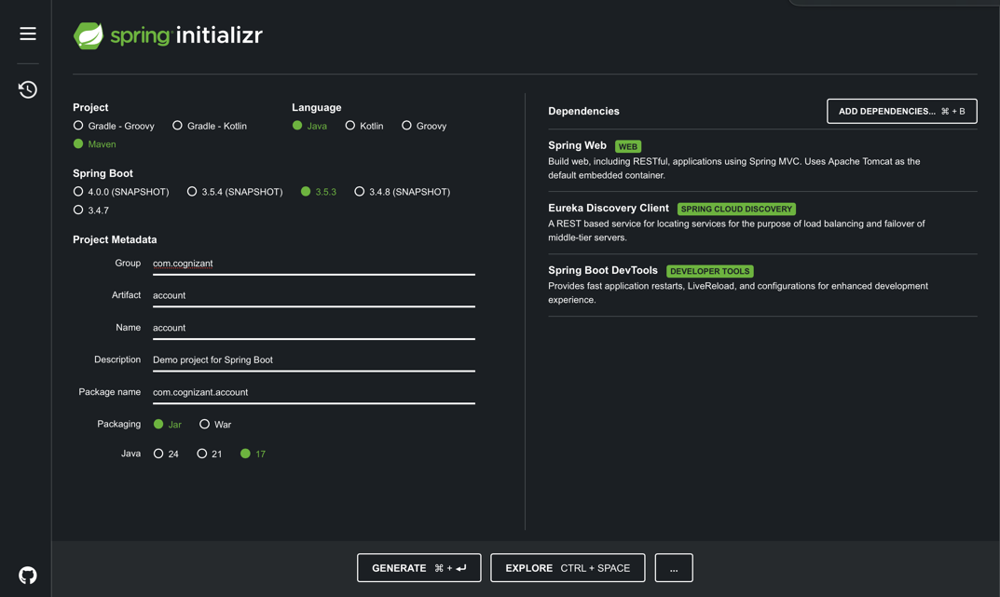 spring initializr
Project
Gradle - Groovy
Gradle - Kotlin
Maven
Language
Java
Kotlin
Groovy
Spring Boot
4.0.0 (SNAPSHOT)
3.5.4 (SNAPSHOT)
3.5.3
3.4.8 (SNAPSHOT)
3.4.7
Project Metadata
Group com.cognizant
Artifact account
Name account
Description Demo project for Spring Boot
Package name com.cognizant.account
Packaging Jar War
Java 24 21 17
Dependencies
ADD DEPENDENCIES... ⌘ + B
Spring Web WEB
Build web, including RESTful, applications using Spring MVC. Uses Apache Tomcat as the
default embedded container.
Eureka Discovery Client SPRING CLOUD DISCOVERY
A REST based service for locating services for the purpose of load balancing and failover of
middle-tier servers.
Spring Boot DevTools DEVELOPER TOOLS
Provides fast application restarts, LiveReload, and configurations for enhanced development
experience.
GENERATE ⌘ + ↵
EXPLORE CTRL + SPACE
...